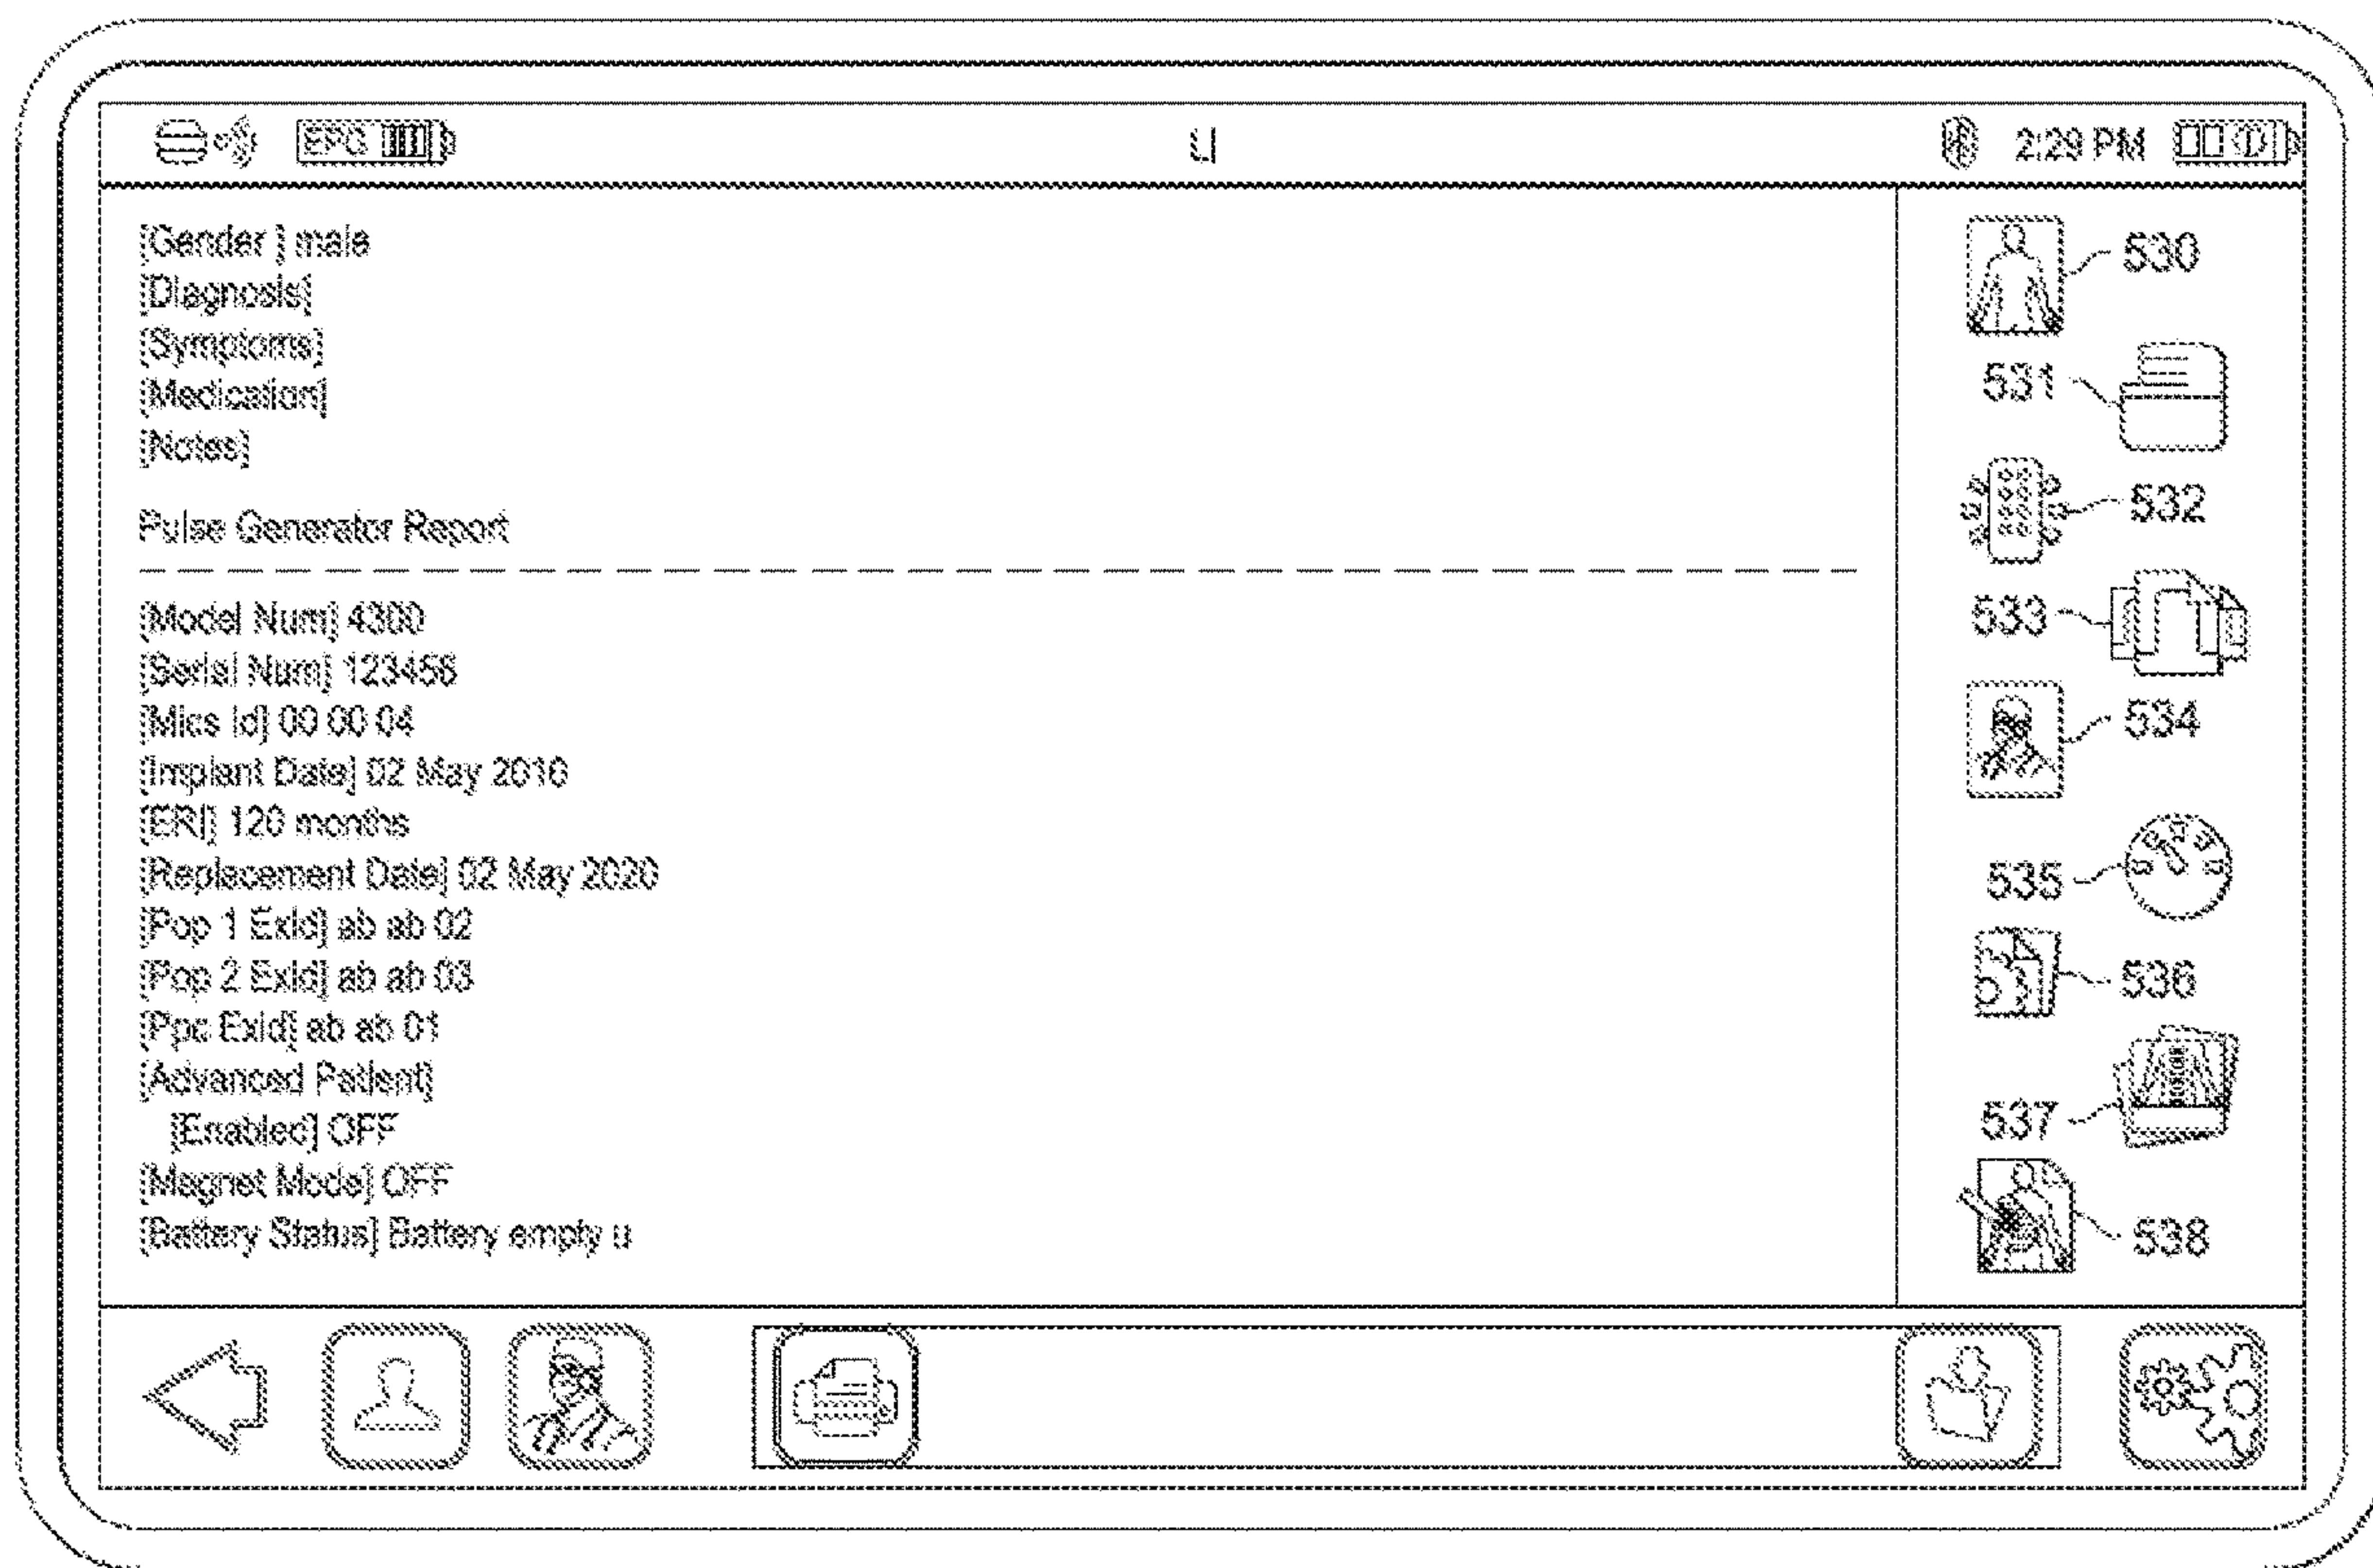 EPG LI 2:29 PM
[Gender ] male
[Diagnosis]
[Symptoms]
[Medication]
[Notes]
Pulse Generator Report
[Model Num] 4300
[Serial Num] 123456
[Mics Id] 00 00 04
[Implant Date] 02 May 2010
[ERI] 120 months
[Replacement Date] 02 May 2020
[Pop 1 ExId] ab ab 02
[Pop 2 ExId] ab ab 03
[Ppc ExId] ab ab 01
[Advanced Patient]
[Enabled] OFF
[Magnet Mode] OFF
[Battery Status] Battery empty u
530
531
532
533
534
535
536
537
538